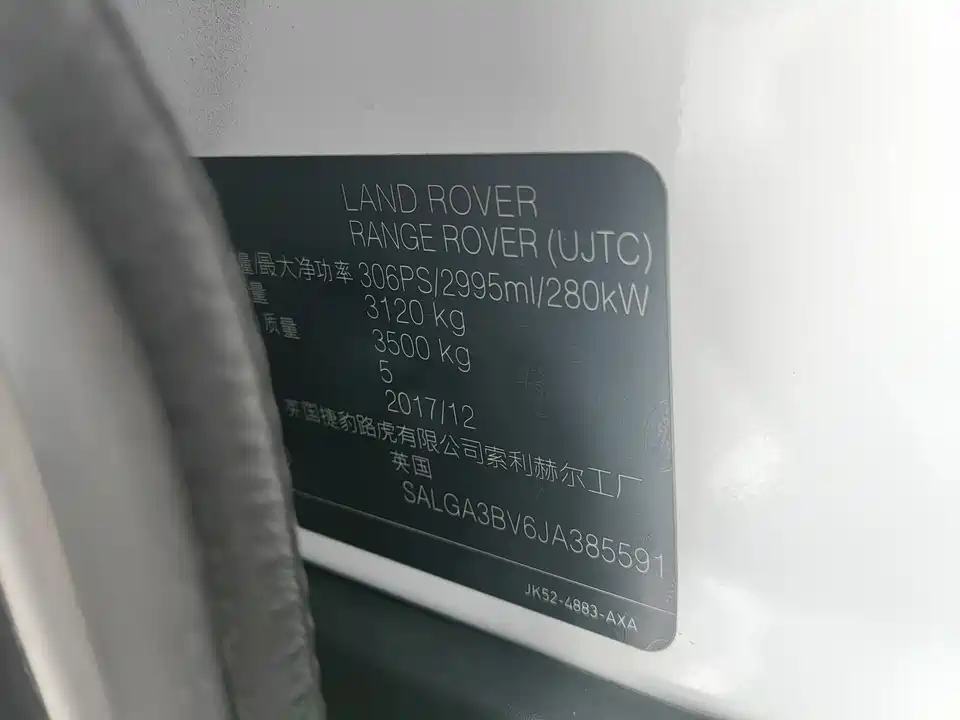 LAND ROVER
RANGE ROVER (UJTC)
量/最大净功率 306PS/2995ml/280kW
量 3120 kg
质量 3500 kg
5
2017/12
英国捷豹路虎有限公司索利赫尔工厂
英国
SALGA3BV6JA385591
JK52-4883-AXA